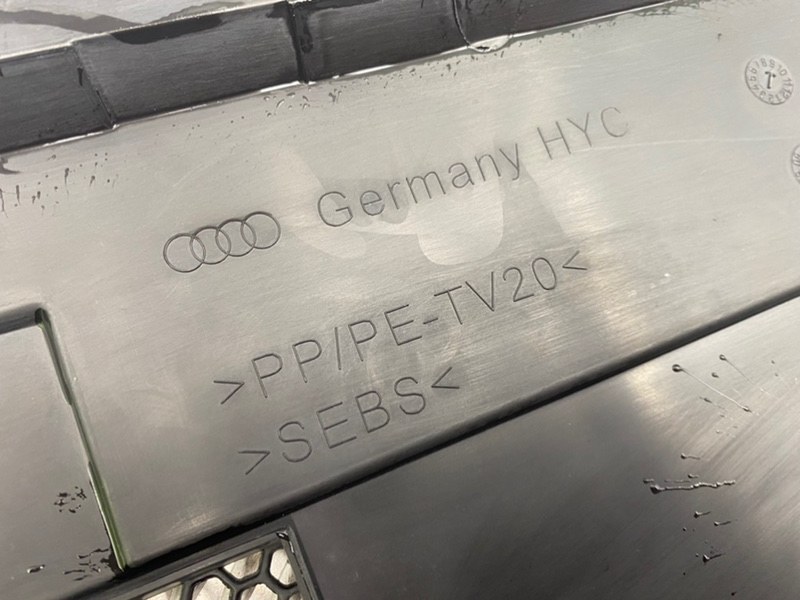 Germany HYC
>PP/PE-TV20<
>SEBS<